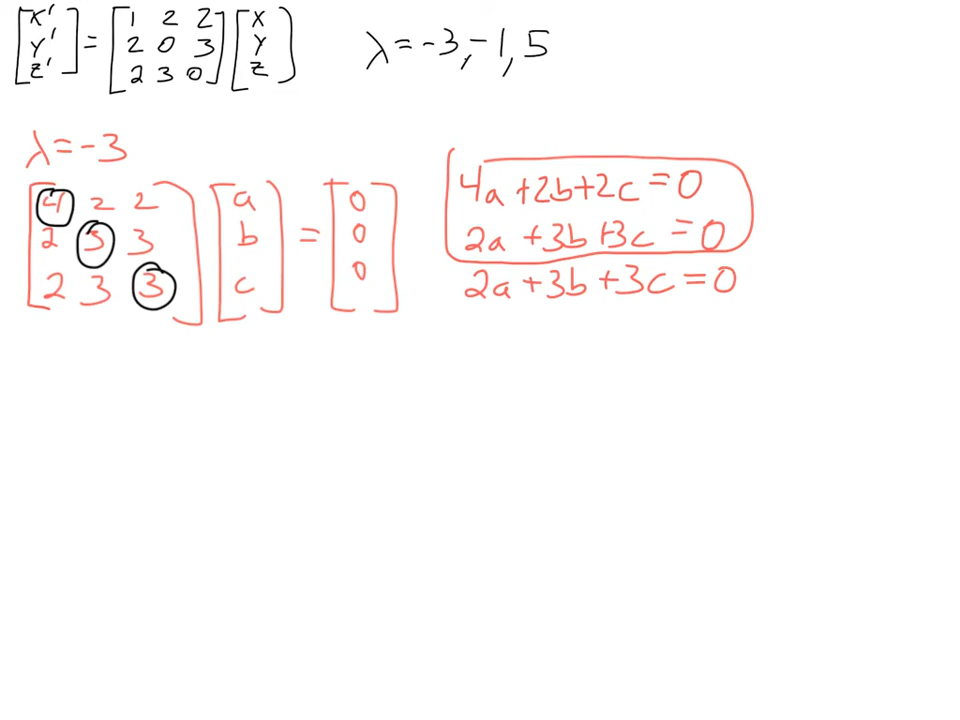 [x' y' z'] = [1 2 2; 2 0 3; 2 3 0] [x y z] λ = -3, -1, 5
λ = -3
[4 2 2; 2 3 3; 2 3 3] [a b c] = [0 0 0]
4a + 2b + 2c = 0
2a + 3b + 3c = 0
2a + 3b + 3c = 0